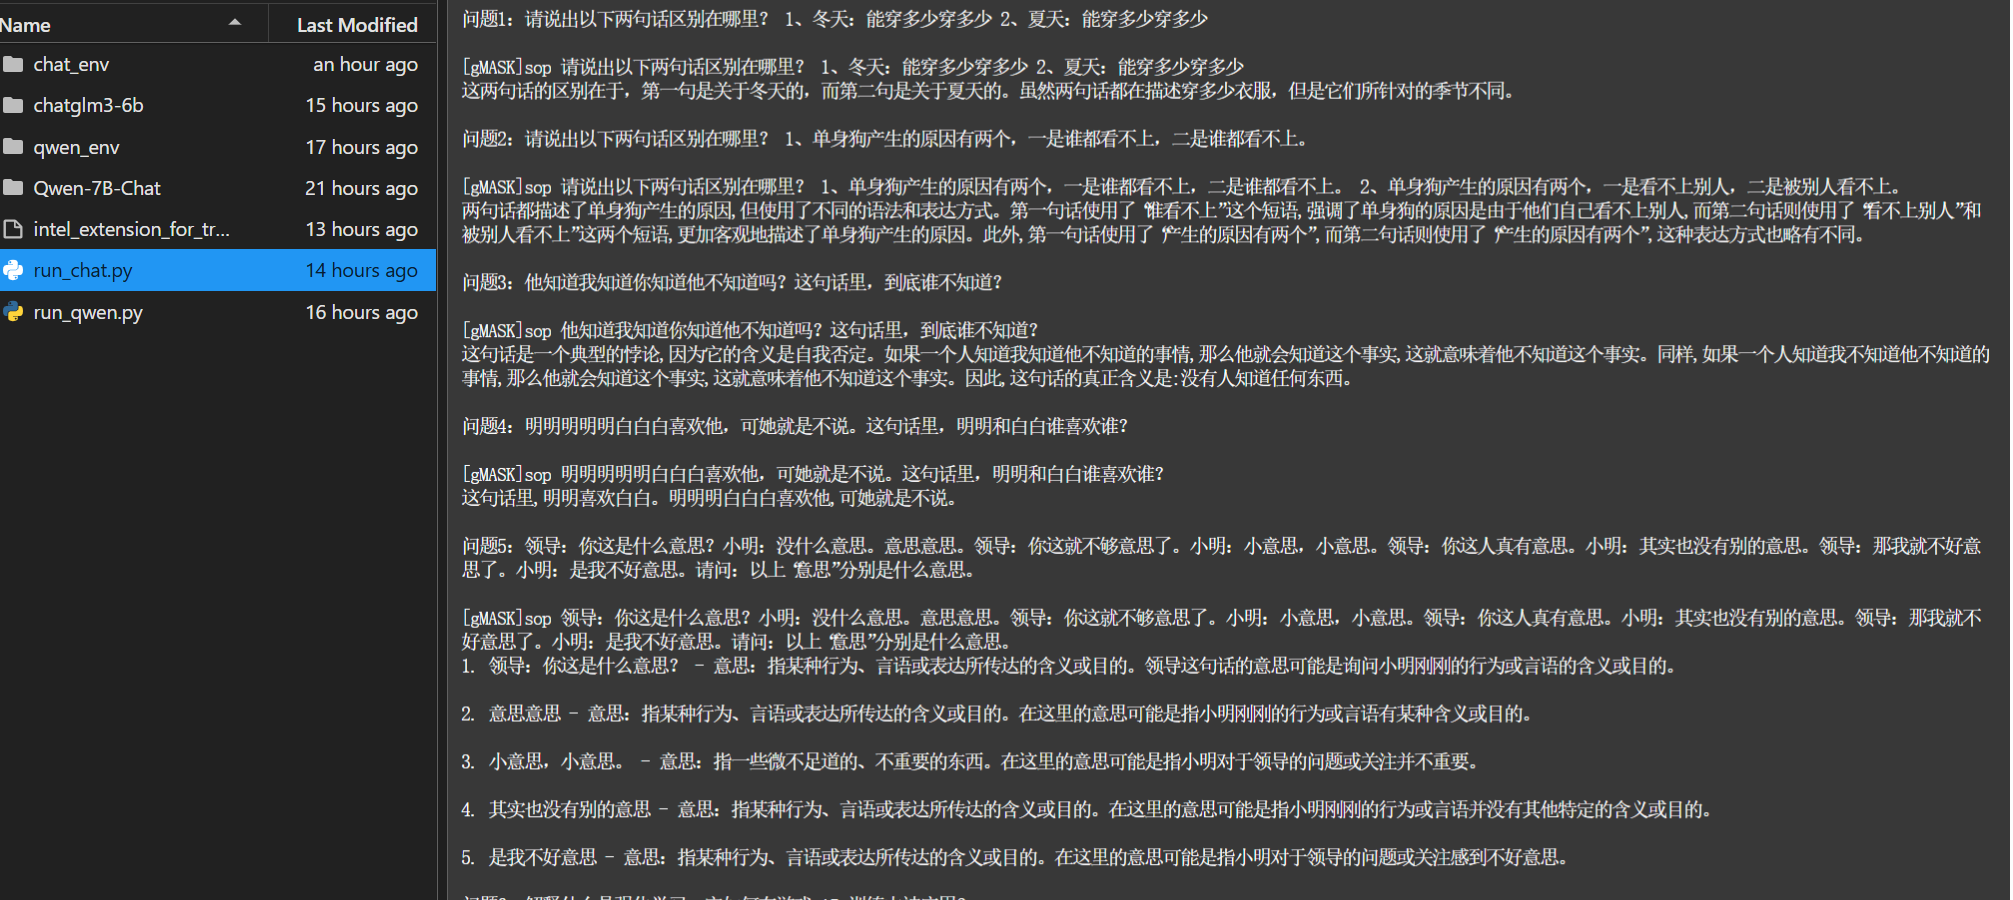 Name Last Modified
chat_env an hour ago
chatglm3-6b 15 hours ago
qwen_env 17 hours ago
Qwen-7B-Chat 21 hours ago
intel_extension_for_tr... 13 hours ago
run_chat.py 14 hours ago
run_qwen.py 16 hours ago
问题1：请说出以下两句话区别在哪里？ 1、冬天：能穿多少穿多少 2、夏天：能穿多少穿多少
[gMASK]sop 请说出以下两句话区别在哪里？ 1、冬天：能穿多少穿多少 2、夏天：能穿多少穿多少
这两句话的区别在于，第一句是关于冬天的，而第二句是关于夏天的。虽然两句话都在描述穿多少衣服，但是它们所针对的季节不同。
问题2：请说出以下两句话区别在哪里？ 1、单身狗产生的原因有两个，一是谁都看不上，二是谁都看不上。
[gMASK]sop 请说出以下两句话区别在哪里？ 1、单身狗产生的原因有两个，一是谁都看不上，二是谁都看不上。 2、单身狗产生的原因有两个，一是看不上别人，二是被别人看不上。
两句话都描述了单身狗产生的原因,但使用了不同的语法和表达方式。第一句话使用了“谁看不上”这个短语,强调了单身狗的原因是由于他们自己看不上别人,而第二句话则使用了“看不上别人”和
被别人看不上”这两个短语,更加客观地描述了单身狗产生的原因。此外,第一句话使用了“产生的原因有两个”,而第二句话则使用了“产生的原因有两个”,这种表达方式也略有不同。
问题3：他知道我知道你知道他不知道吗？这句话里，到底谁不知道？
[gMASK]sop 他知道我知道你知道他不知道吗？这句话里，到底谁不知道？
这句话是一个典型的悖论,因为它的含义是自我否定。如果一个人知道我知道他不知道的事情,那么他就会知道这个事实,这就意味着他不知道这个事实。同样,如果一个人知道我不知道他不知道的
事情,那么他就会知道这个事实,这就意味着他不知道这个事实。因此,这句话的真正含义是:没有人知道任何东西。
问题4：明明明明明白白白喜欢他，可她就是不说。这句话里，明明和白白谁喜欢谁？
[gMASK]sop 明明明明明白白白喜欢他，可她就是不说。这句话里，明明和白白谁喜欢谁？
这句话里,明明喜欢白白。明明明白白白喜欢他,可她就是不说。
问题5：领导：你这是什么意思？小明：没什么意思。意思意思。领导：你这就不够意思了。小明：小意思，小意思。领导：你这人真有意思。小明：其实也没有别的意思。领导：那我就不好意
思了。小明：是我不好意思。请问：以上“意思”分别是什么意思。
[gMASK]sop 领导：你这是什么意思？小明：没什么意思。意思意思。领导：你这就不够意思了。小明：小意思，小意思。领导：你这人真有意思。小明：其实也没有别的意思。领导：那我就不
好意思了。小明：是我不好意思。请问：以上“意思”分别是什么意思。
1. 领导：你这是什么意思？ - 意思：指某种行为、言语或表达所传达的含义或目的。领导这句话的意思可能是询问小明刚刚的行为或言语的含义或目的。
2. 意思意思 - 意思：指某种行为、言语或表达所传达的含义或目的。在这里的意思可能是指小明刚刚的行为或言语有某种含义或目的。
3. 小意思，小意思。 - 意思：指一些微不足道的、不重要的东西。在这里的意思可能是指小明对于领导的问题或关注并不重要。
4. 其实也没有别的意思 - 意思：指某种行为、言语或表达所传达的含义或目的。在这里的意思可能是指小明刚刚的行为或言语并没有其他特定的含义或目的。
5. 是我不好意思 - 意思：指某种行为、言语或表达所传达的含义或目的。在这里的意思可能是指小明对于领导的问题或关注感到不好意思。